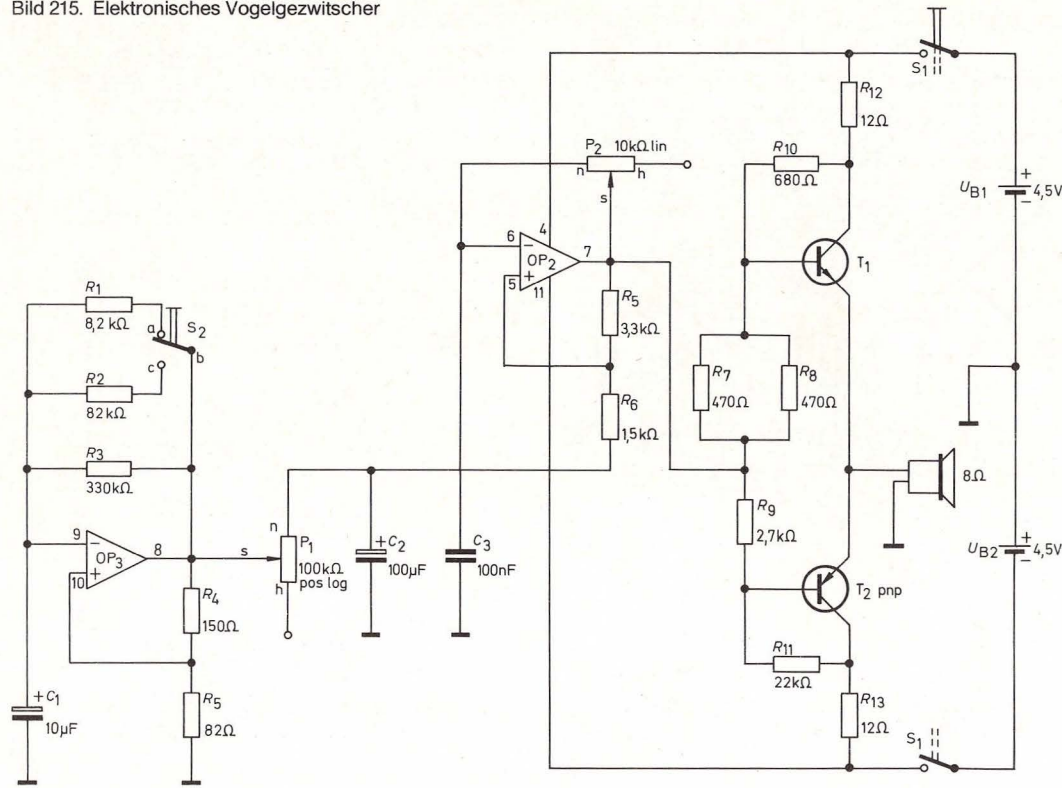 Bild 215. Elektronisches Vogelgezwitscher
S1
R12
12Ω
P2 10kΩ lin
n
h
s
R10
680Ω
UB1
+
4,5V
−
6
−
4
OP2
7
5
+
11
T1
R5
3,3kΩ
R1
8,2 kΩ
a
S2
b
c
R2
82kΩ
R6
1,5kΩ
R7
470Ω
R8
470Ω
R3
330kΩ
8Ω
R9
2,7kΩ
n
9
−
OP3
8
10
+
s
P1
100kΩ
pos log
h
+
C2
100µF
C3
100nF
UB2
+
4,5V
−
T2 pnp
R4
150Ω
R11
22kΩ
+
C1
10µF
R5
82Ω
R13
12Ω
S1